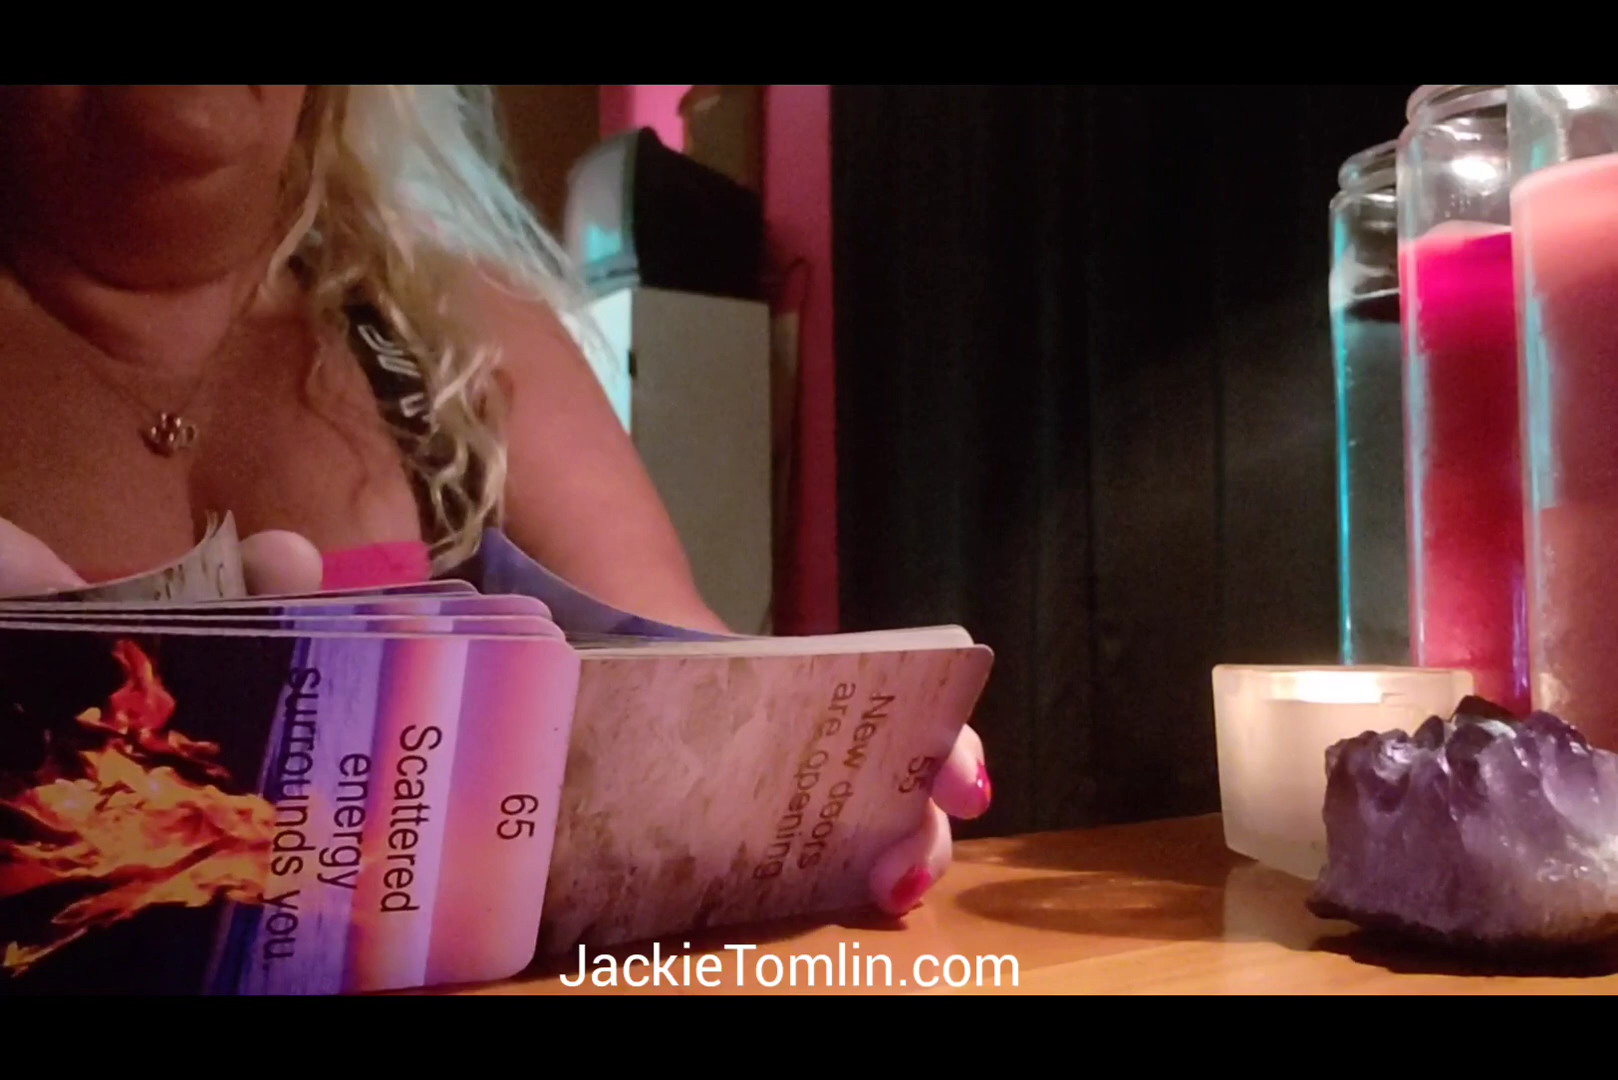 65
Scattered
energy
surrounds you
55
New doors
are opening
JackieTomlin.com